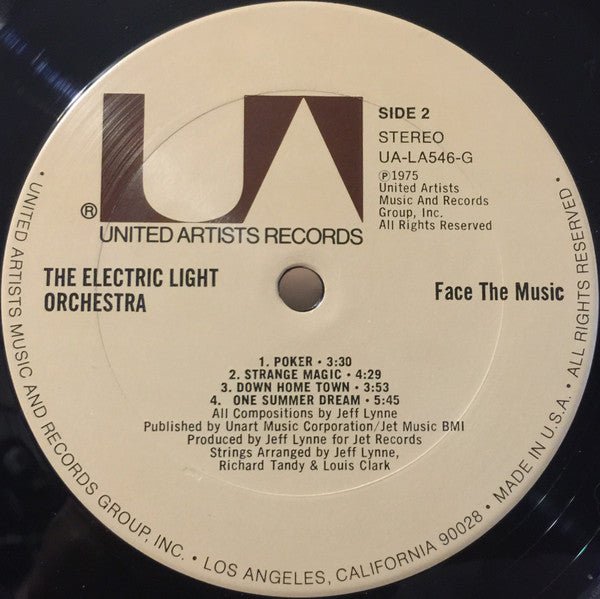 UA
SIDE 2
STEREO
UA-LA546-G
℗1975
United Artists
Music And Records
Group, Inc.
All Rights Reserved
®
UNITED ARTISTS RECORDS
THE ELECTRIC LIGHT
ORCHESTRA
Face The Music
1. POKER • 3:30
2. STRANGE MAGIC • 4:29
3. DOWN HOME TOWN • 3:53
4. ONE SUMMER DREAM • 5:45
All Compositions by Jeff Lynne
Published by Unart Music Corporation/Jet Music BMI
Produced by Jeff Lynne for Jet Records
Strings Arranged by Jeff Lynne,
Richard Tandy & Louis Clark
• UNITED ARTISTS MUSIC AND RECORDS GROUP, INC. • LOS ANGELES, CALIFORNIA 90028 • MADE IN U.S.A. • ALL RIGHTS RESERVED •